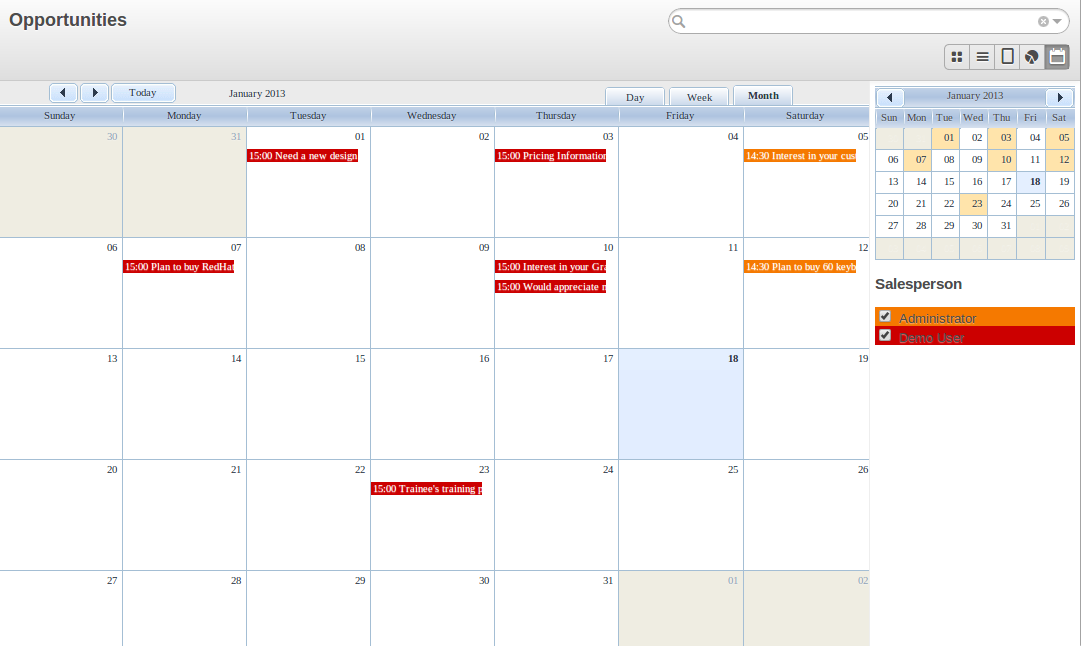 Opportunities
Today
January 2013
Day
Week
Month
Sunday Monday Tuesday Wednesday Thursday Friday Saturday
30 31 01 02 03 04 05
15:00 Need a new design 15:00 Pricing Information 14:30 Interest in your cus
06 07 08 09 10 11 12
15:00 Plan to buy RedHat 15:00 Interest in your Gra 14:30 Plan to buy 60 keyb
15:00 Would appreciate
13 14 15 16 17 18 19
20 21 22 23 24 25 26
15:00 Trainee's training p
27 28 29 30 31 01 02
January 2013
Sun Mon Tue Wed Thu Fri Sat
01 02 03 04 05
06 07 08 09 10 11 12
13 14 15 16 17 18 19
20 21 22 23 24 25 26
27 28 29 30 31
Salesperson
Administrator
Demo User